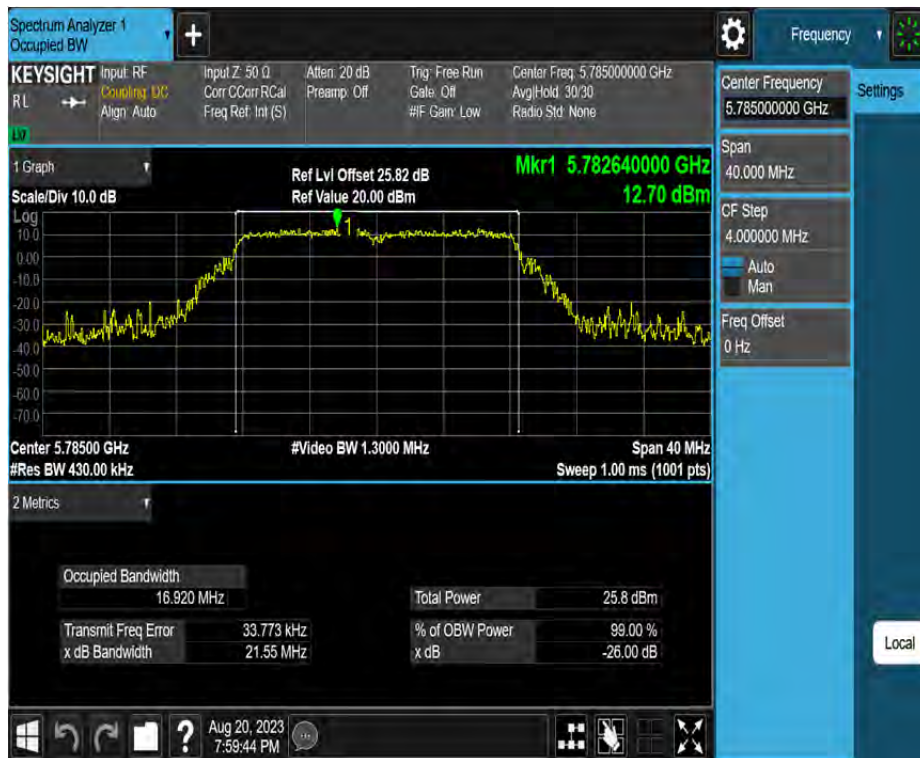 Spectrum Analyzer 1
Occupied BW
+
Frequency
KEYSIGHT
RL
Input: RF
Coupling: DC
Align: Auto
Input Z: 50 Ω
Corr CCorr RCal
Freq Ref: Int (S)
Atten: 20 dB
Preamp: Off
Trig: Free Run
Gate: Off
#IF Gain: Low
Center Freq: 5.785000000 GHz
Avg|Hold: 30/30
Radio Std: None
1 Graph
Scale/Div 10.0 dB
Ref Lvl Offset 25.82 dB
Ref Value 20.00 dBm
Mkr1 5.782640000 GHz
12.70 dBm
Log
10.0
0.00
-10.0
-20.0
-30.0
-40.0
-50.0
-60.0
-70.0
1
Center 5.78500 GHz
#Res BW 430.00 kHz
#Video BW 1.3000 MHz
Span 40 MHz
Sweep 1.00 ms (1001 pts)
2 Metrics
Occupied Bandwidth
16.920 MHz
Transmit Freq Error 33.773 kHz
x dB Bandwidth 21.55 MHz
Total Power 25.8 dBm
% of OBW Power 99.00 %
x dB -26.00 dB
Center Frequency
5.785000000 GHz
Span
40.000 MHz
CF Step
4.000000 MHz
Auto
Man
Freq Offset
0 Hz
Settings
Local
?
Aug 20, 2023
7:59:44 PM